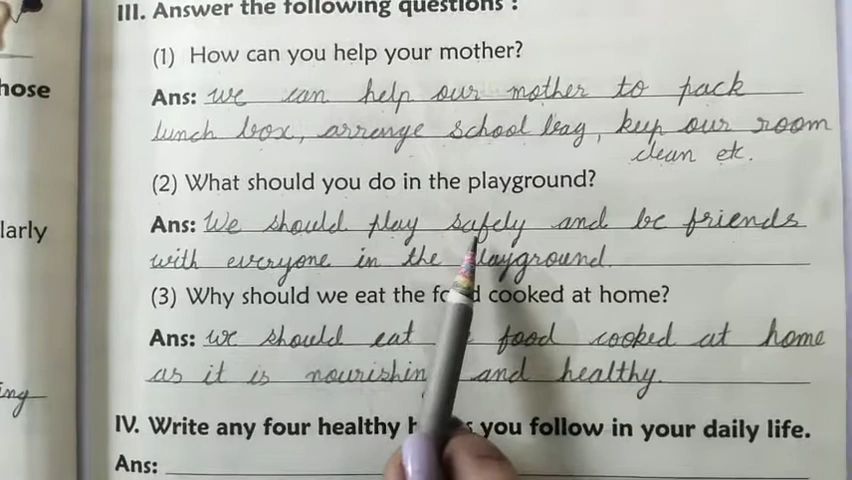 III. Answer the following questions :
(1) How can you help your mother?
hose
Ans: we can help our mother to pack
lunch box, arrange school bag, keep our room
clean etc.
(2) What should you do in the playground?
larly
Ans: We should play safely and be friends
with everyone in the playground.
(3) Why should we eat the food cooked at home?
Ans: we should eat food cooked at home
as it is nourishing and healthy.
ing
IV. Write any four healthy you follow in your daily life.
Ans: